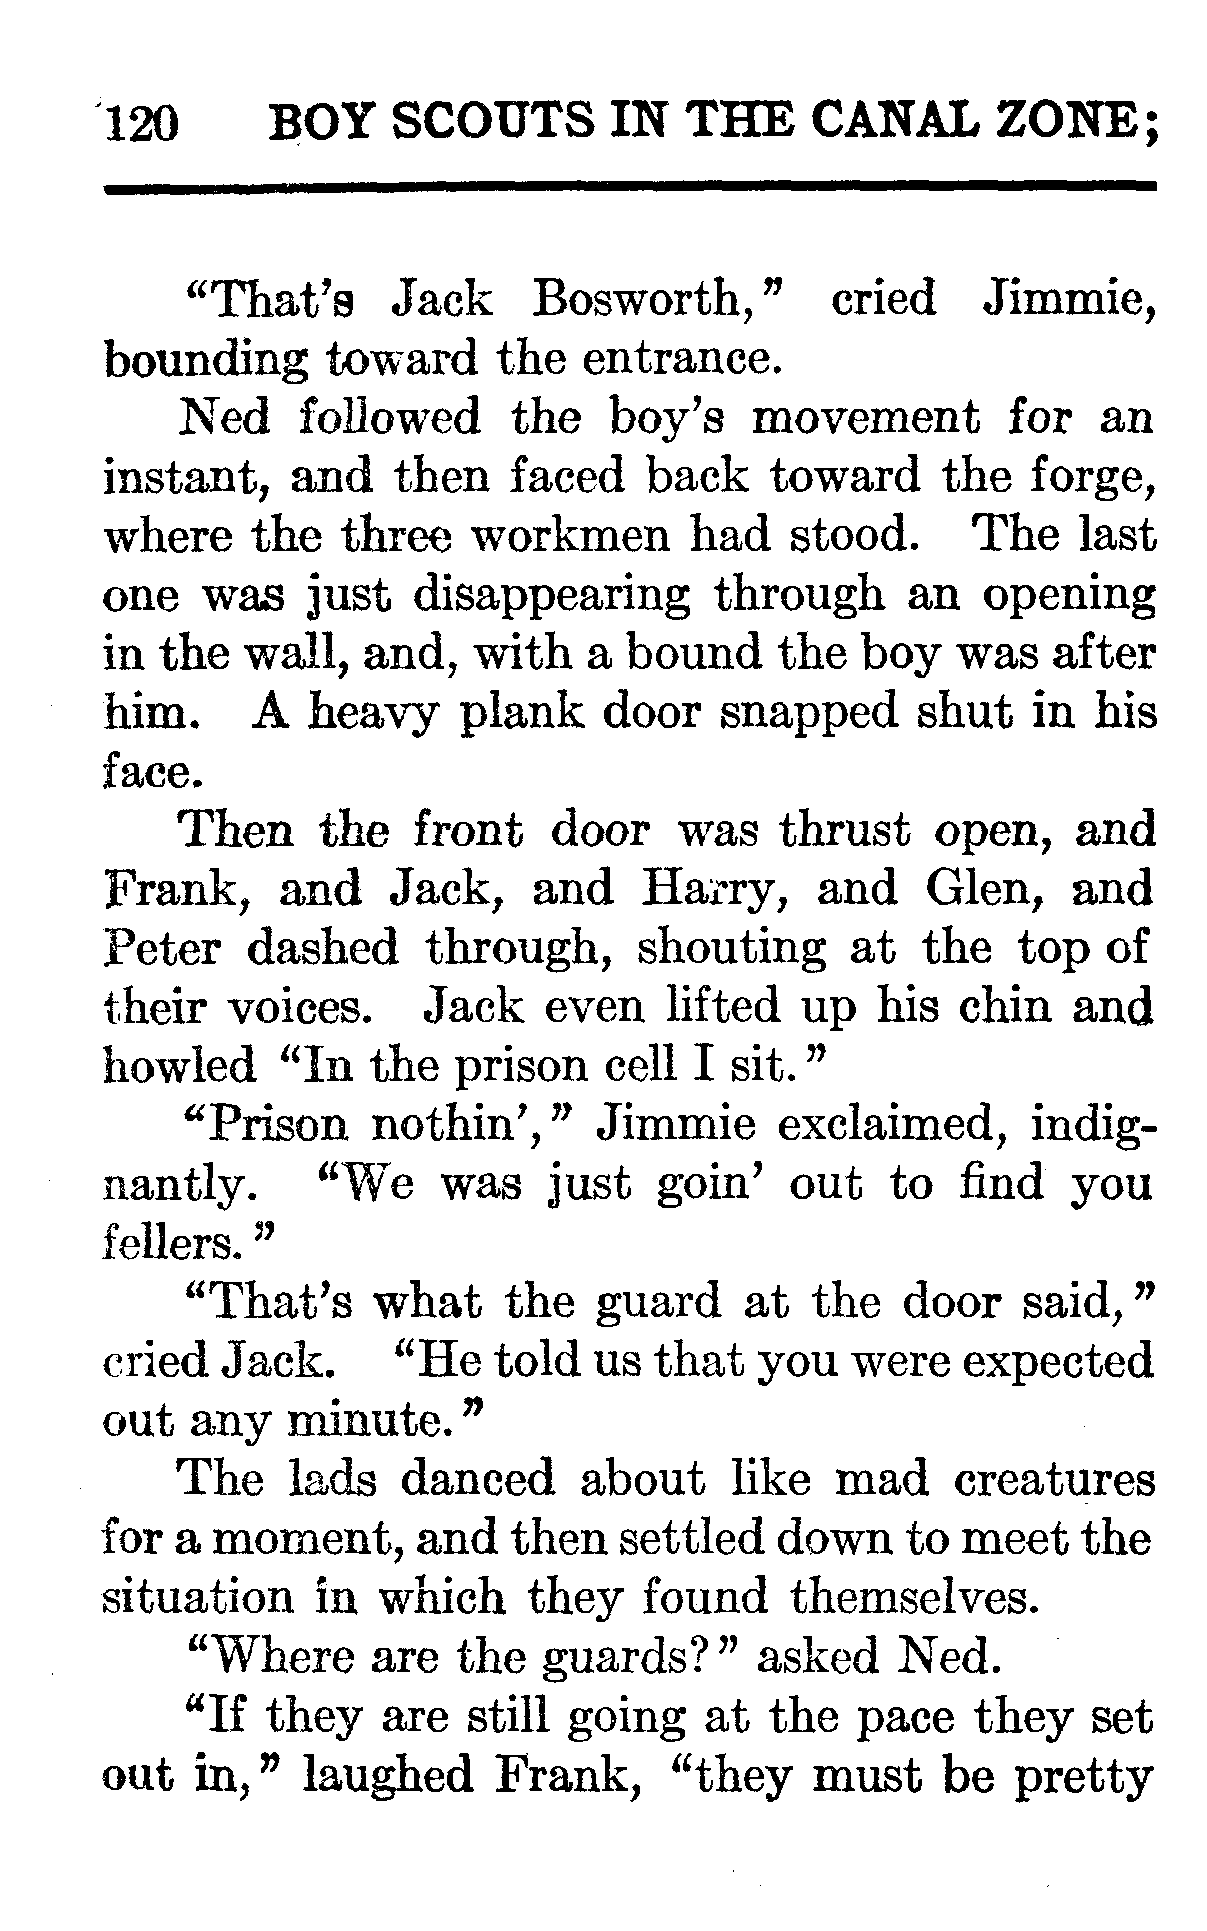 120 BOY SCOUTS IN THE CANAL ZONE;
“That’s Jack Bosworth,” cried Jimmie,
bounding toward the entrance.
Ned followed the boy’s movement for an
instant, and then faced back toward the forge,
where the three workmen had stood. The last
one was just disappearing through an opening
in the wall, and, with a bound the boy was after
him. A heavy plank door snapped shut in his
face.
Then the front door was thrust open, and
Frank, and Jack, and Harry, and Glen, and
Peter dashed through, shouting at the top of
their voices. Jack even lifted up his chin and
howled “In the prison cell I sit.”
“Prison nothin’,” Jimmie exclaimed, indig-
nantly. “We was just goin’ out to find you
fellers.”
“That’s what the guard at the door said,”
cried Jack. “He told us that you were expected
out any minute.”
The lads danced about like mad creatures
for a moment, and then settled down to meet the
situation in which they found themselves.
“Where are the guards?” asked Ned.
“If they are still going at the pace they set
out in,” laughed Frank, “they must be pretty